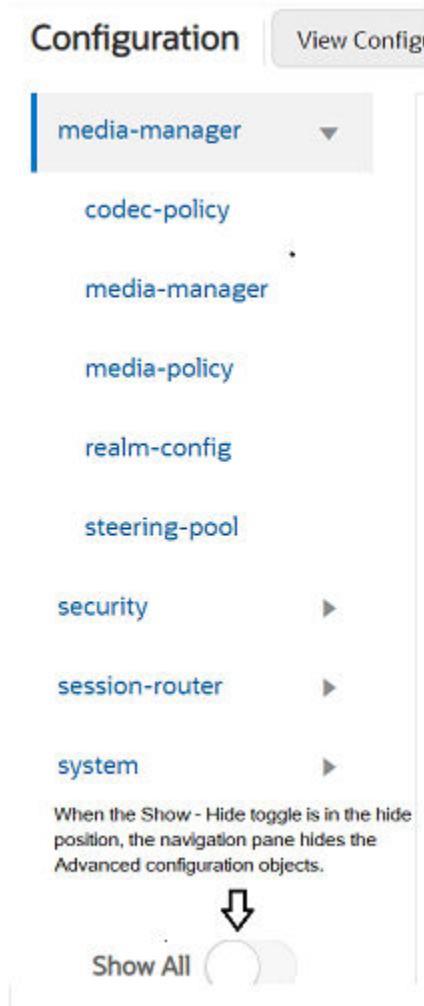 Configuration
View Config
media-manager
codec-policy
media-manager
media-policy
realm-config
steering-pool
security
session-router
system
When the Show - Hide toggle is in the hide
position, the navigation pane hides the
Advanced configuration objects.
Show All